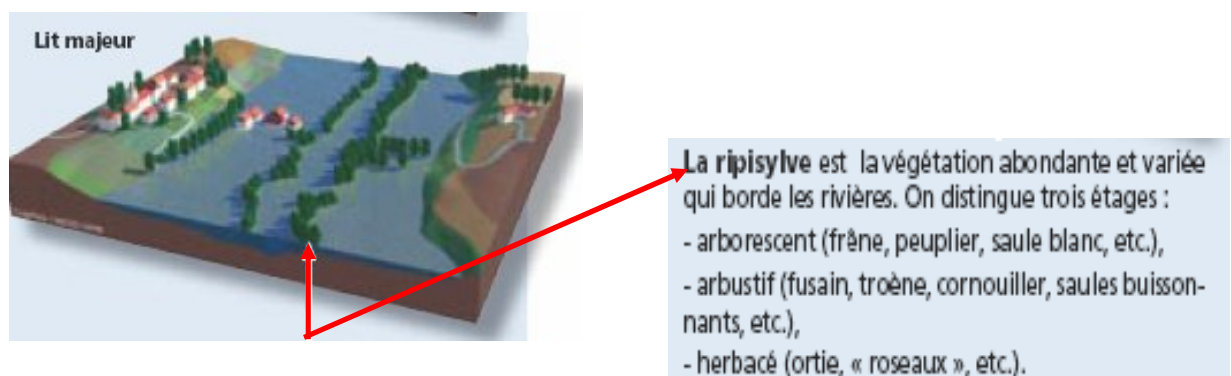 Lit majeur
La ripisylve est la végétation abondante et variée
qui borde les rivières. On distingue trois étages :
- arborescent (frêne, peuplier, saule blanc, etc.),
- arbustif (fusain, troène, cornouiller, saules buisson-
nants, etc.),
- herbacé (ortie, « roseaux », etc.).